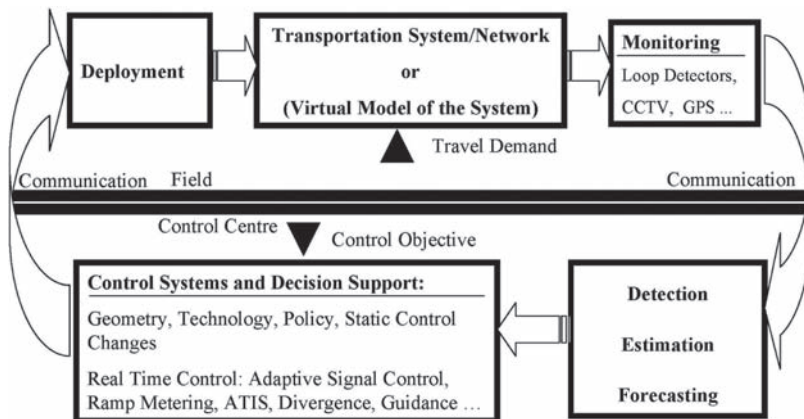 Deployment
Transportation System/Network
or
(Virtual Model of the System)
Monitoring
Loop Detectors,
CCTV, GPS ...
Travel Demand
Communication Field
Communication
Control Centre
Control Objective
Control Systems and Decision Support:
Geometry, Technology, Policy, Static Control
Changes
Real Time Control: Adaptive Signal Control,
Ramp Metering, ATIS, Divergence, Guidance ...
Detection
Estimation
Forecasting